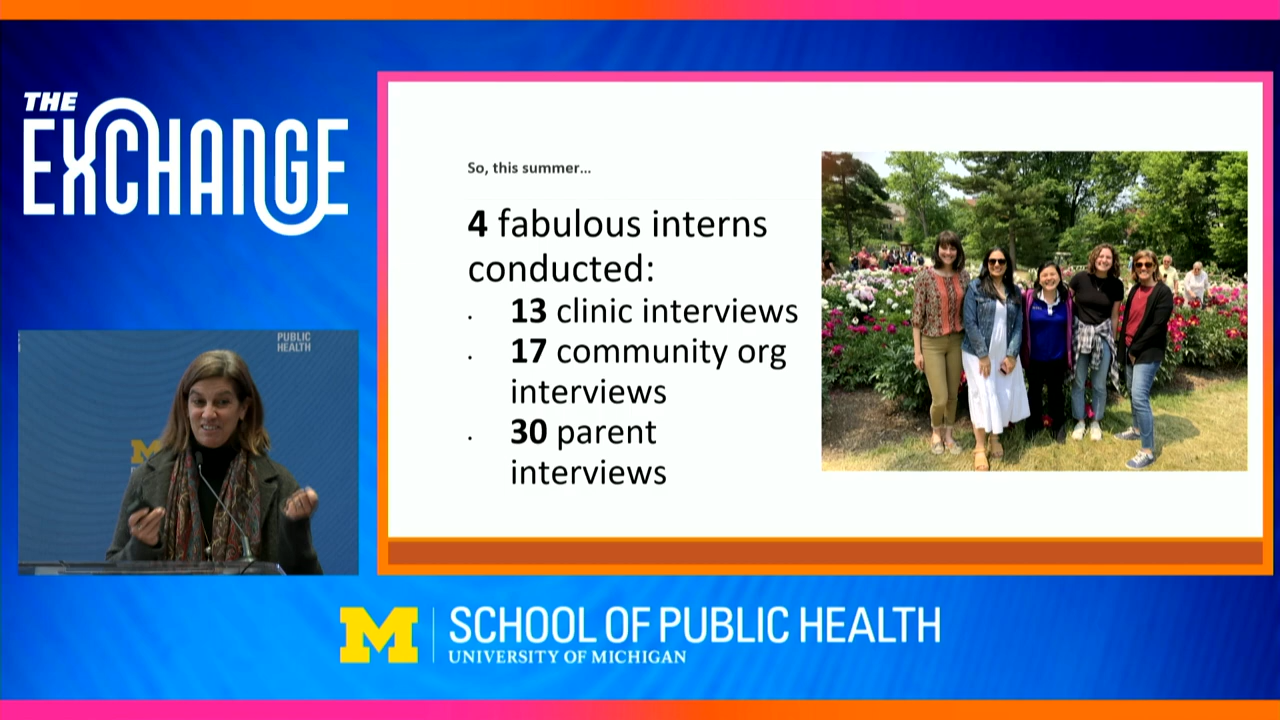 THE
EXCHANGE
So, this summer...
4 fabulous interns
conducted:
. 13 clinic interviews
. 17 community org
interviews
. 30 parent
interviews
PUBLIC
HEALTH
M
M SCHOOL OF PUBLIC HEALTH
UNIVERSITY OF MICHIGAN